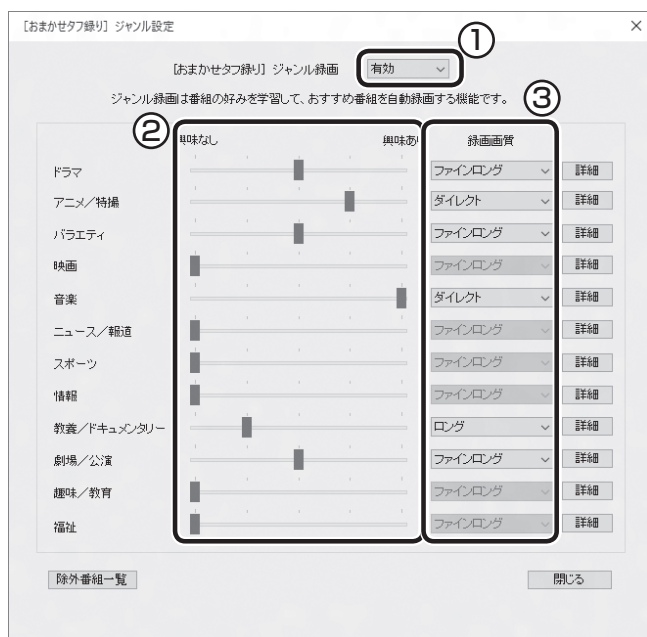 ［おまかせタフ録り］ ジャンル設定
①
［おまかせタフ録り］ ジャンル録画 有効
ジャンル録画は番組の好みを学習して、おすすめ番組を自動録画する機能です。
② ③
興味なし 興味あり 録画画質
ドラマ ファインロング 詳細
アニメ／特撮 ダイレクト 詳細
バラエティ ファインロング 詳細
映画 ファインロング 詳細
音楽 ダイレクト 詳細
ニュース／報道 ファインロング 詳細
スポーツ ファインロング 詳細
情報 ファインロング 詳細
教養／ドキュメンタリー ロング 詳細
劇場／公演 ファインロング 詳細
趣味／教育 ファインロング 詳細
福祉 ファインロング 詳細
除外番組一覧 閉じる